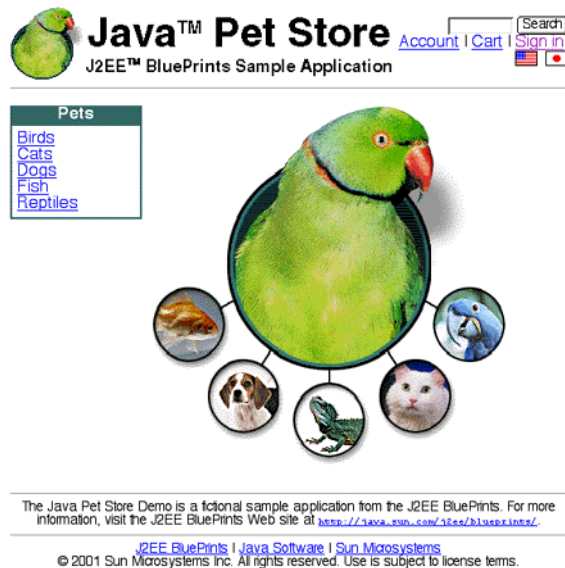 Java™ Pet Store
J2EE™ BluePrints Sample Application
Search
Account | Cart | Sign in
Pets
Birds
Cats
Dogs
Fish
Reptiles
The Java Pet Store Demo is a fictional sample application from the J2EE BluePrints. For more
information, visit the J2EE BluePrints Web site at http://java.sun.com/j2ee/blueprints/.
J2EE BluePrints | Java Software | Sun Microsystems
© 2001 Sun Microsystems Inc. All rights reserved. Use is subject to license terms.